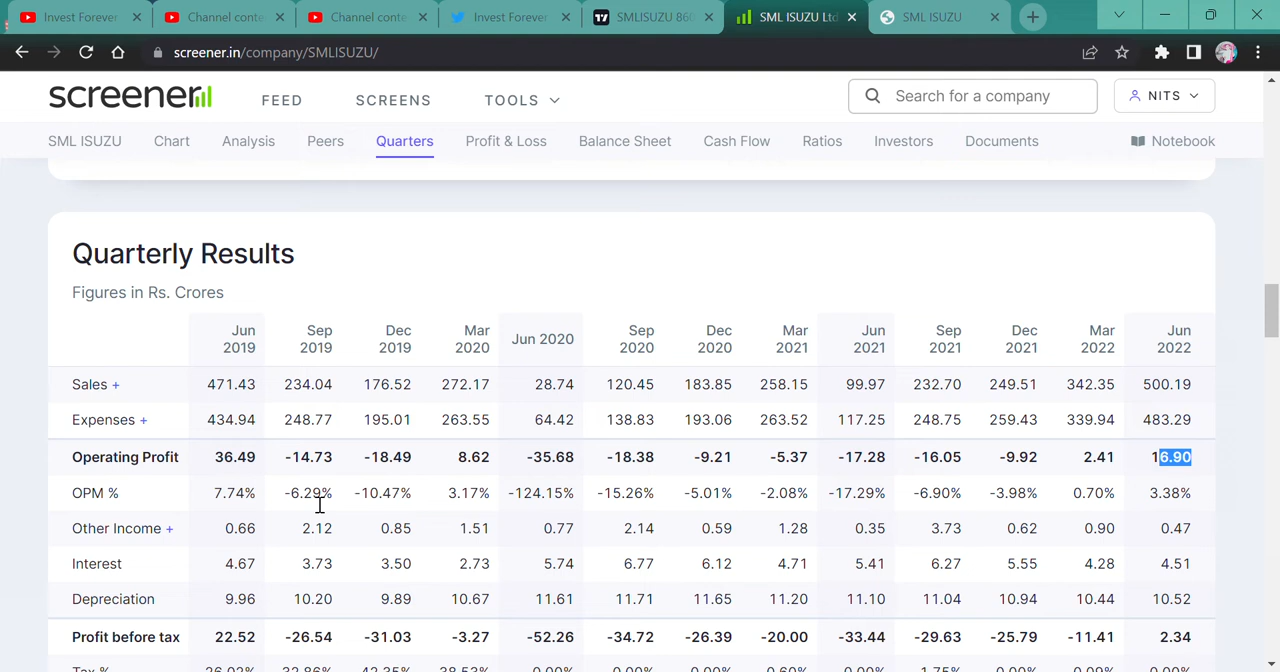 Invest Forever
Channel conte
Channel conte
Invest Forever
SMLISUZU 860
SML ISUZU Ltd
SML ISUZU
screener.in/company/SMLISUZU/
screener
FEED
SCREENS
TOOLS
Search for a company
NITS
SML ISUZU
Chart
Analysis
Peers
Quarters
Profit & Loss
Balance Sheet
Cash Flow
Ratios
Investors
Documents
Notebook
Quarterly Results
Figures in Rs. Crores
Jun 2019 Sep 2019 Dec 2019 Mar 2020 Jun 2020 Sep 2020 Dec 2020 Mar 2021 Jun 2021 Sep 2021 Dec 2021 Mar 2022 Jun 2022
Sales + 471.43 234.04 176.52 272.17 28.74 120.45 183.85 258.15 99.97 232.70 249.51 342.35 500.19
Expenses + 434.94 248.77 195.01 263.55 64.42 138.83 193.06 263.52 117.25 248.75 259.43 339.94 483.29
Operating Profit 36.49 -14.73 -18.49 8.62 -35.68 -18.38 -9.21 -5.37 -17.28 -16.05 -9.92 2.41 16.90
OPM % 7.74% -6.29% -10.47% 3.17% -124.15% -15.26% -5.01% -2.08% -17.29% -6.90% -3.98% 0.70% 3.38%
Other Income + 0.66 2.12 0.85 1.51 0.77 2.14 0.59 1.28 0.35 3.73 0.62 0.90 0.47
Interest 4.67 3.73 3.50 2.73 5.74 6.77 6.12 4.71 5.41 6.27 5.55 4.28 4.51
Depreciation 9.96 10.20 9.89 10.67 11.61 11.71 11.65 11.20 11.10 11.04 10.94 10.44 10.52
Profit before tax 22.52 -26.54 -31.03 -3.27 -52.26 -34.72 -26.39 -20.00 -33.44 -29.63 -25.79 -11.41 2.34